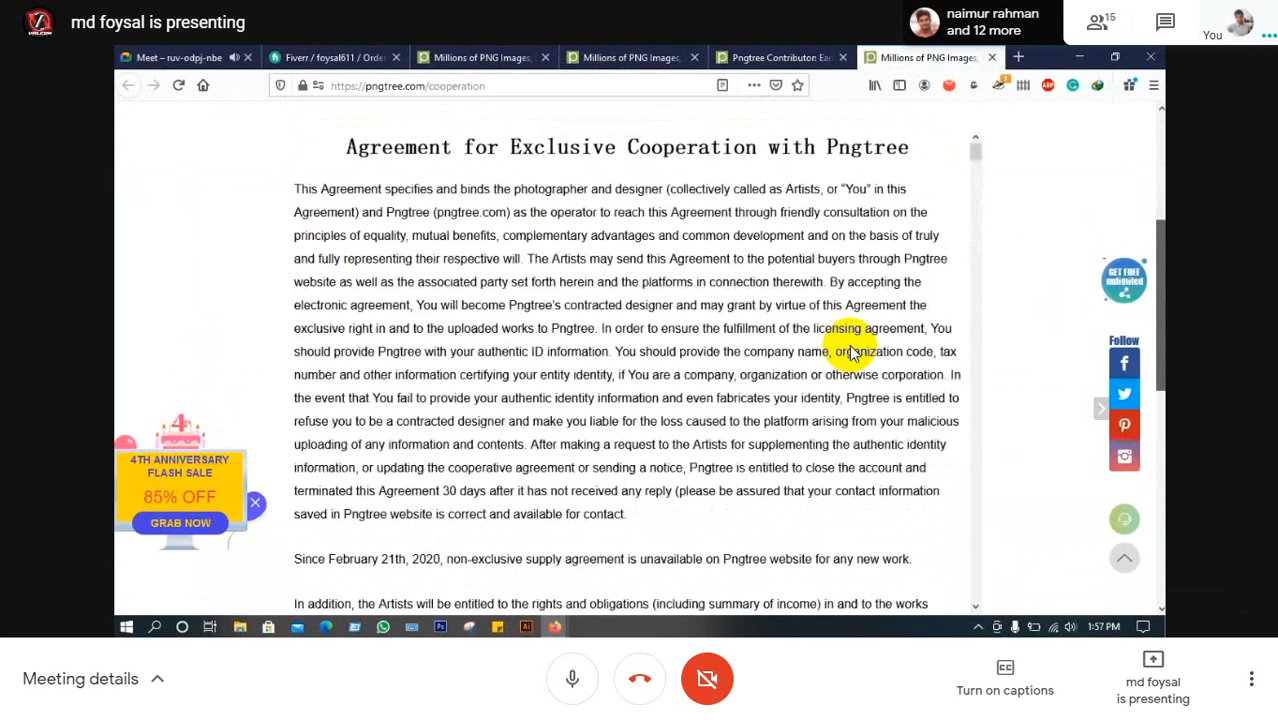 md foysal is presenting
naimur rahman
and 12 more
15
You
Meet – ruv-odpj-nbe
Fiverr / foysal611 / Orde
Millions of PNG Images,
Millions of PNG Images,
Pngtree Contributor: Ea
Millions of PNG Images,
https://pngtree.com/cooperation
Agreement for Exclusive Cooperation with Pngtree
This Agreement specifies and binds the photographer and designer (collectively called as Artists, or “You” in this
Agreement) and Pngtree (pngtree.com) as the operator to reach this Agreement through friendly consultation on the
principles of equality, mutual benefits, complementary advantages and common development and on the basis of truly
and fully representing their respective will. The Artists may send this Agreement to the potential buyers through Pngtree
website as well as the associated party set forth herein and the platforms in connection therewith. By accepting the
electronic agreement, You will become Pngtree's contracted designer and may grant by virtue of this Agreement the
exclusive right in and to the uploaded works to Pngtree. In order to ensure the fulfillment of the licensing agreement, You
should provide Pngtree with your authentic ID information. You should provide the company name, organization code, tax
number and other information certifying your entity identity, if You are a company, organization or otherwise corporation. In
the event that You fail to provide your authentic identity information and even fabricates your identity, Pngtree is entitled to
refuse you to be a contracted designer and make you liable for the loss caused to the platform arising from your malicious
uploading of any information and contents. After making a request to the Artists for supplementing the authentic identity
information, or updating the cooperative agreement or sending a notice, Pngtree is entitled to close the account and
terminated this Agreement 30 days after it has not received any reply (please be assured that your contact information
saved in Pngtree website is correct and available for contact.
Since February 21th, 2020, non-exclusive supply agreement is unavailable on Pngtree website for any new work.
In addition, the Artists will be entitled to the rights and obligations (including summary of income) in and to the works
GET FREE
unlimited
Follow
4TH ANNIVERSARY
FLASH SALE
85% OFF
GRAB NOW
1:57 PM
Meeting details
Turn on captions
md foysal
is presenting